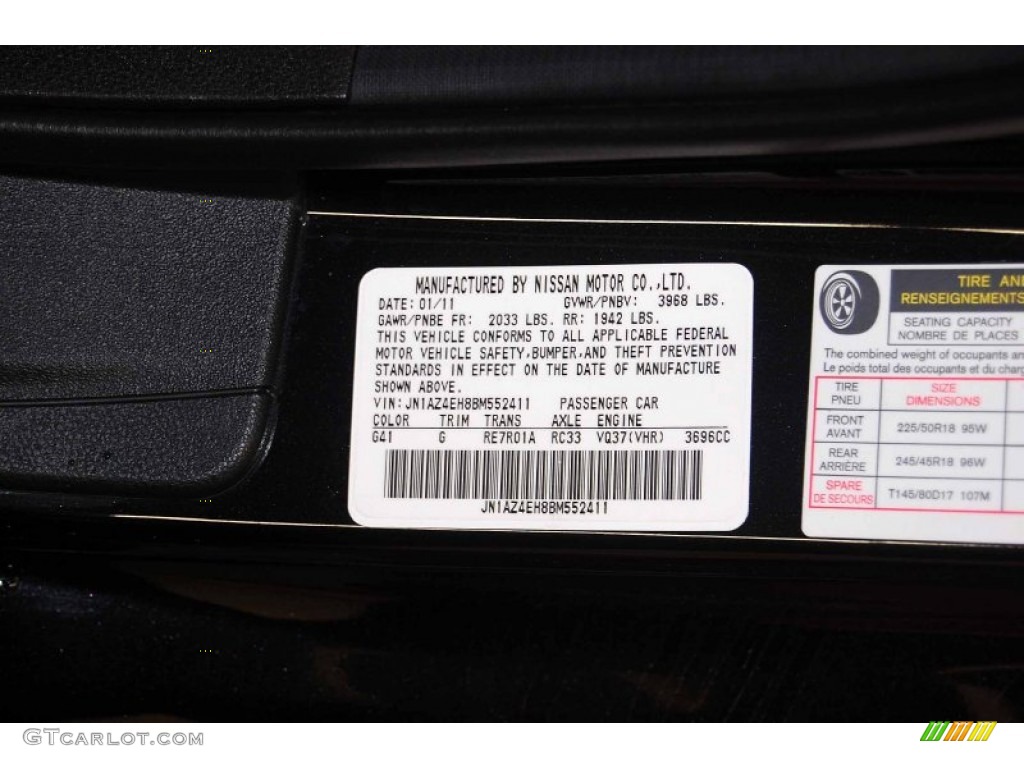 MANUFACTURED BY NISSAN MOTOR CO.,LTD.
DATE: 01/11 GVWR/PNBV: 3968 LBS.
GAWR/PNBE FR: 2033 LBS. RR: 1942 LBS.
THIS VEHICLE CONFORMS TO ALL APPLICABLE FEDERAL
MOTOR VEHICLE SAFETY,BUMPER,AND THEFT PREVENTION
STANDARDS IN EFFECT ON THE DATE OF MANUFACTURE
SHOWN ABOVE.
VIN: JN1AZ4EH8BM552411 PASSENGER CAR
COLOR TRIM TRANS AXLE ENGINE
G41 G RE7R01A RC33 VQ37(VHR) 3696CC
JN1AZ4EH8BM552411
TIRE AND
RENSEIGNEMENTS
SEATING CAPACITY
NOMBRE DE PLACES
The combined weight of occupants an
Le poids total des occupants et du charg
TIRE SIZE
PNEU DIMENSIONS
FRONT
AVANT 225/50R18 95W
REAR
ARRIÈRE 245/45R18 96W
SPARE
DE SECOURS T145/80D17 107M
GTCarlot.com